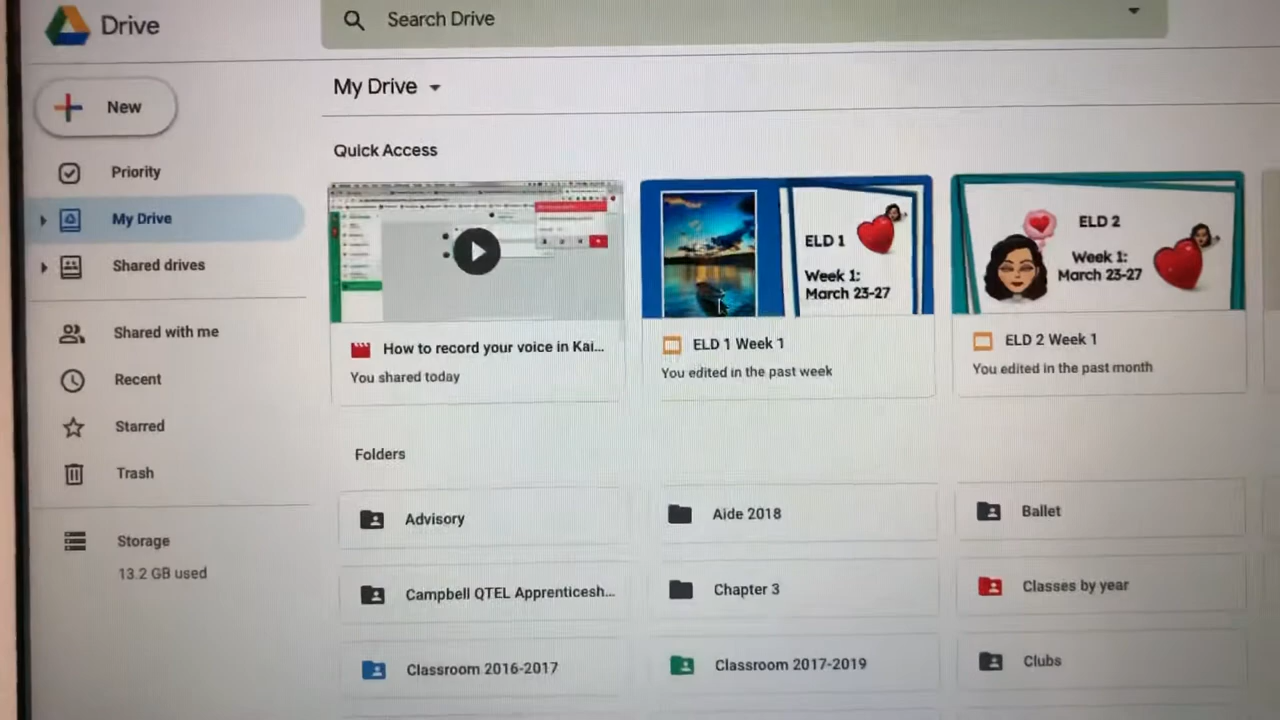 Drive
Search Drive
New
My Drive
Priority
Quick Access
My Drive
Shared drives
Shared with me
Recent
Starred
Trash
Storage
13.2 GB used
ELD 1
Week 1:
March 23-27
ELD 2
Week 1:
March 23-27
How to record your voice in Kai...
You shared today
ELD 1 Week 1
You edited in the past week
ELD 2 Week 1
You edited in the past month
Folders
Advisory
Aide 2018
Ballet
Campbell QTEL Apprenticesh...
Chapter 3
Classes by year
Classroom 2016-2017
Classroom 2017-2019
Clubs